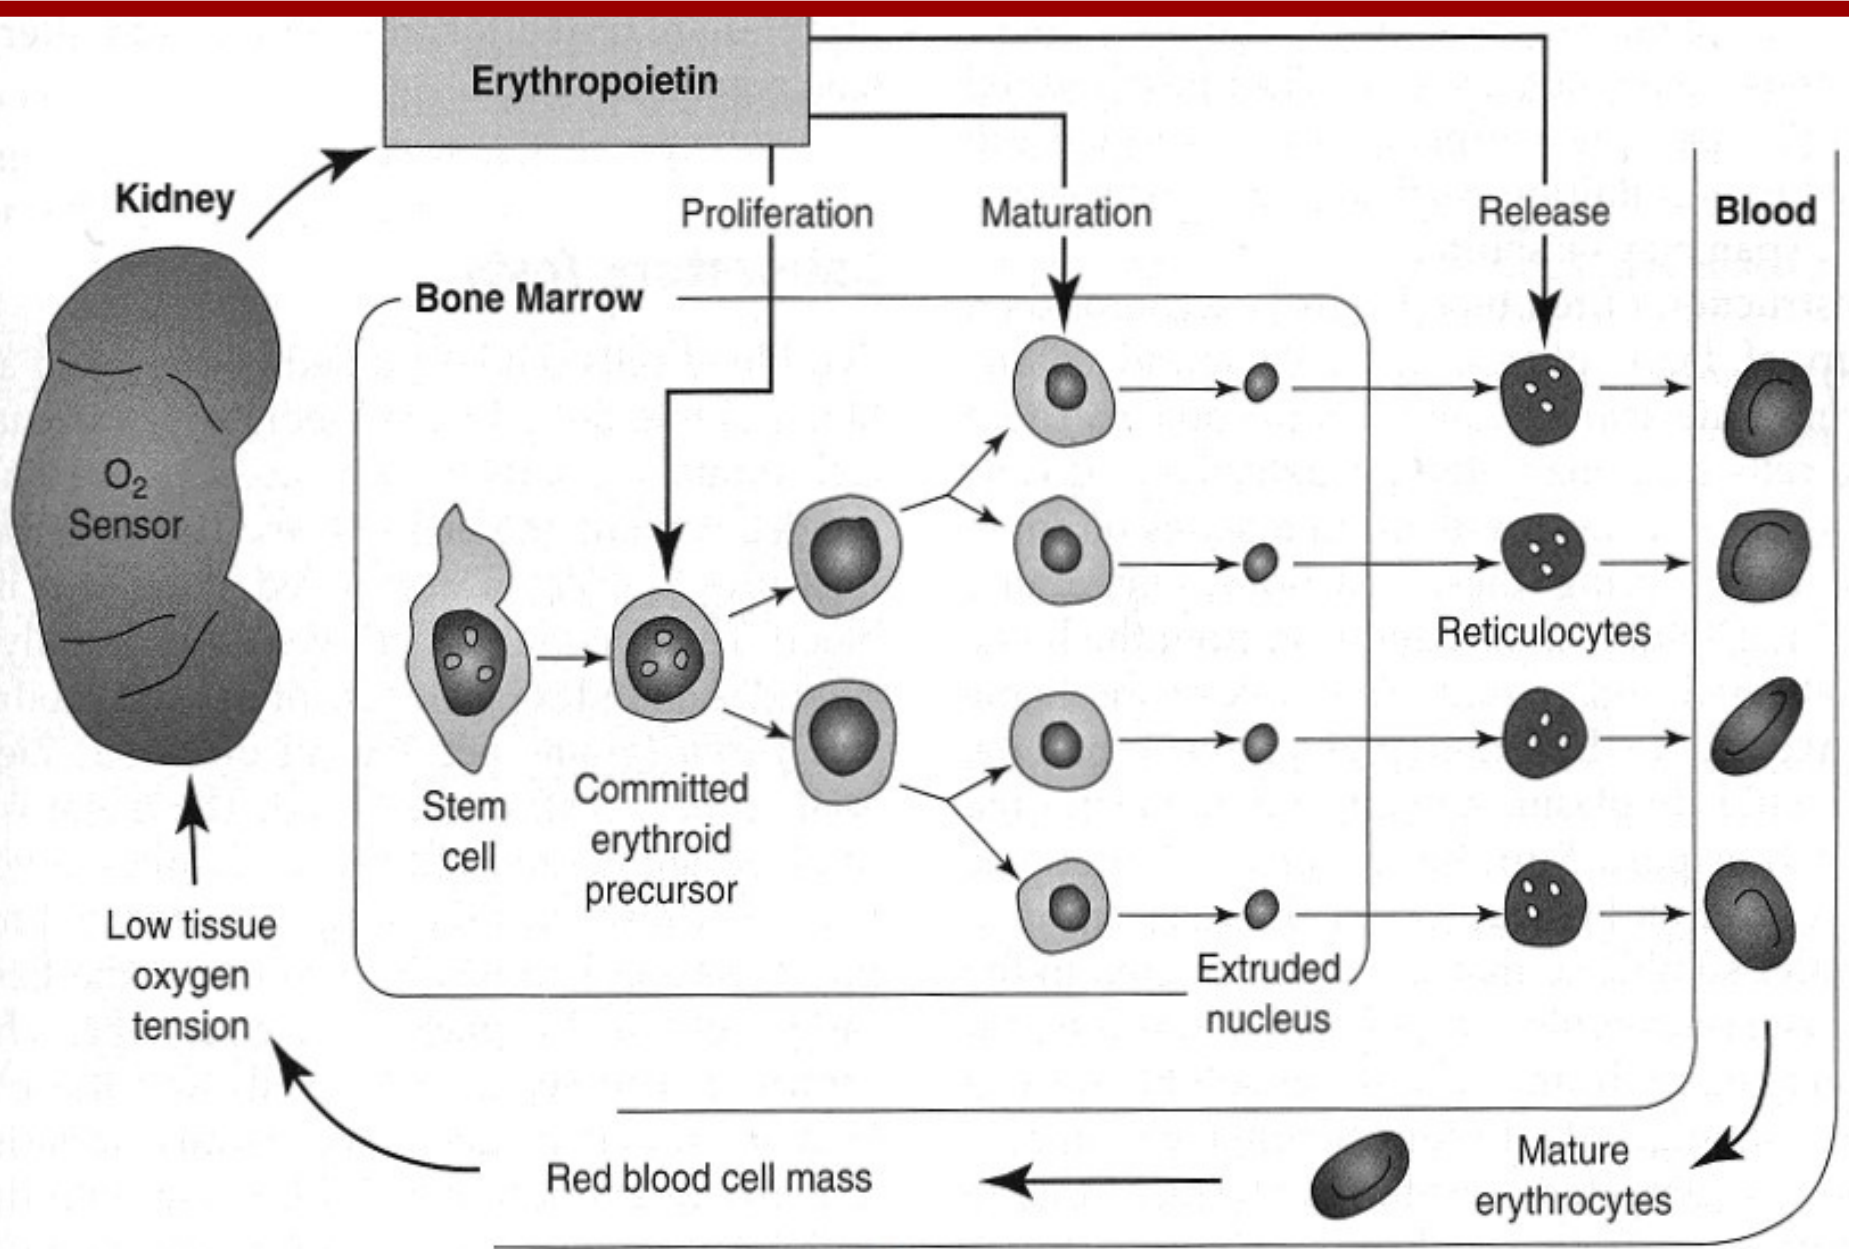 Erythropoietin
Kidney
Proliferation
Maturation
Release
Blood
Bone Marrow
O₂
Sensor
Reticulocytes
Stem
cell
Committed
erythroid
precursor
Low tissue
oxygen
tension
Extruded
nucleus
Red blood cell mass
Mature
erythrocytes